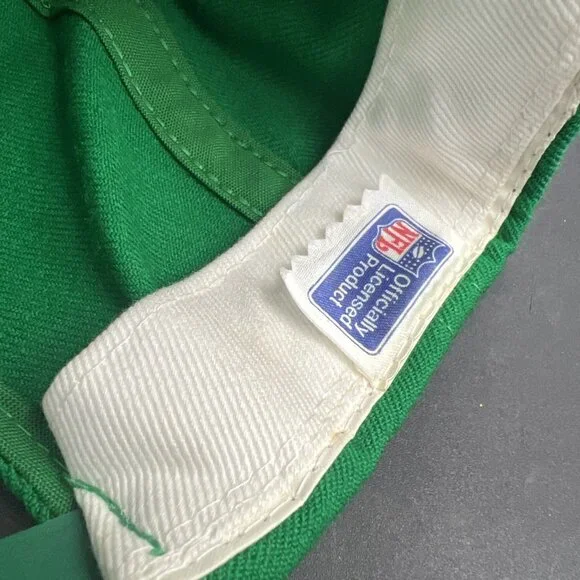 NFL
Officially
Licensed
Product